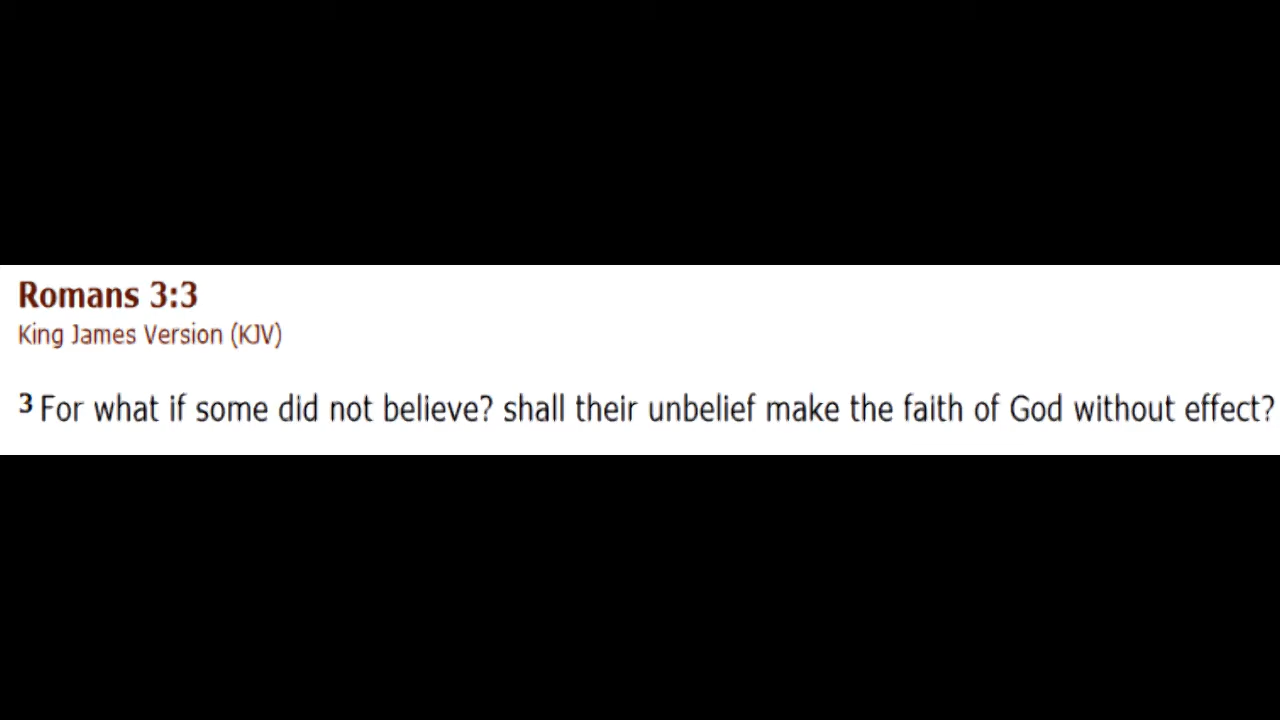 Romans 3:3
King James Version (KJV)
3 For what if some did not believe? shall their unbelief make the faith of God without effect?